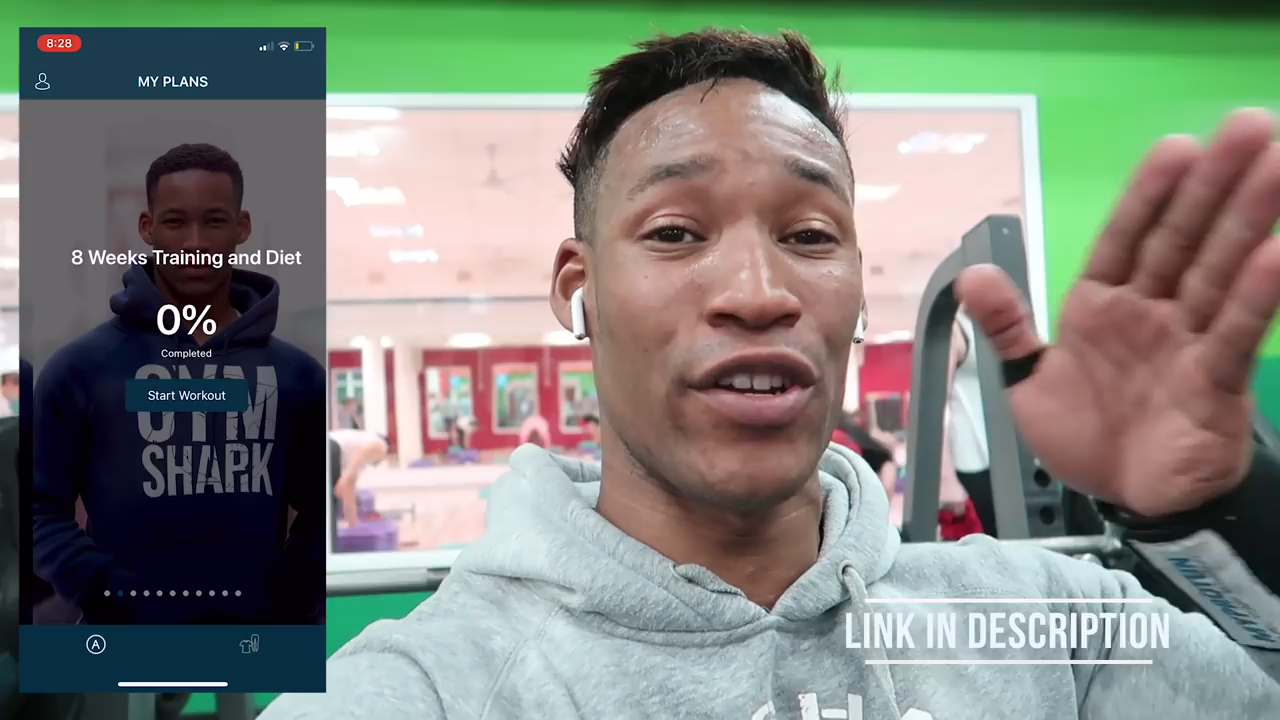 8:28
MY PLANS
8 Weeks Training and Diet
0%
Completed
GYM
SHARK
Start Workout
A
LINK IN DESCRIPTION